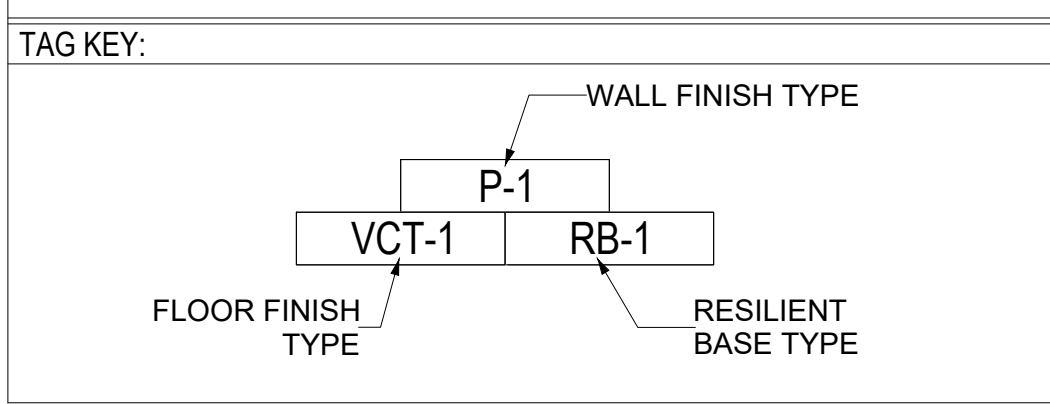 TAG KEY:
WALL FINISH TYPE
P-1
VCT-1 RB-1
FLOOR FINISH
TYPE
RESILIENT
BASE TYPE